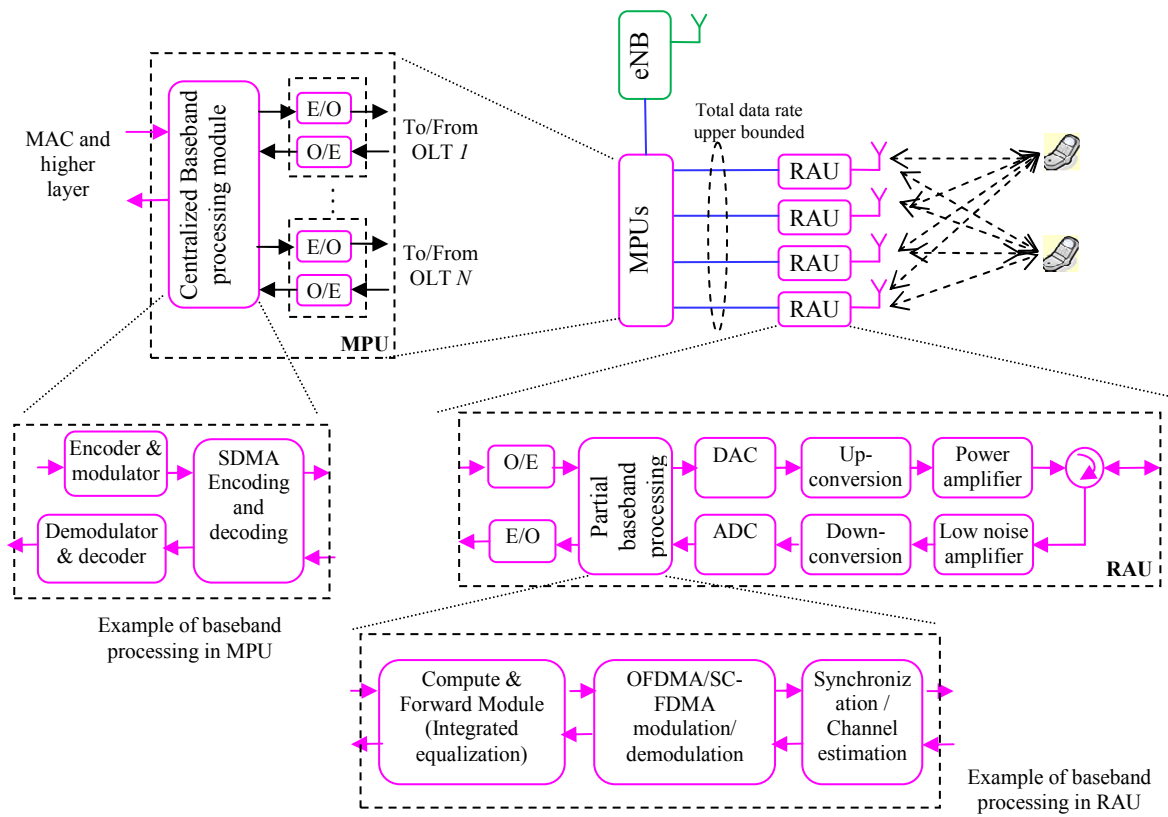 MAC and
higher
layer
Centralized Baseband
processing module
E/O
O/E
To/From
OLT 1
E/O
O/E
To/From
OLT N
MPU
eNB
Total data rate
upper bounded
MPUs
RAU
RAU
RAU
RAU
Encoder &
modulator
Demodulator
& decoder
SDMA
Encoding
and
decoding
Example of baseband
processing in MPU
O/E
E/O
Partial
baseband
processing
DAC
ADC
Up-
conversion
Down-
conversion
Power
amplifier
Low noise
amplifier
RAU
Compute &
Forward Module
(Integrated
equalization)
OFDMA/SC-
FDMA
modulation/
demodulation
Synchroniz
ation /
Channel
estimation
Example of baseband
processing in RAU